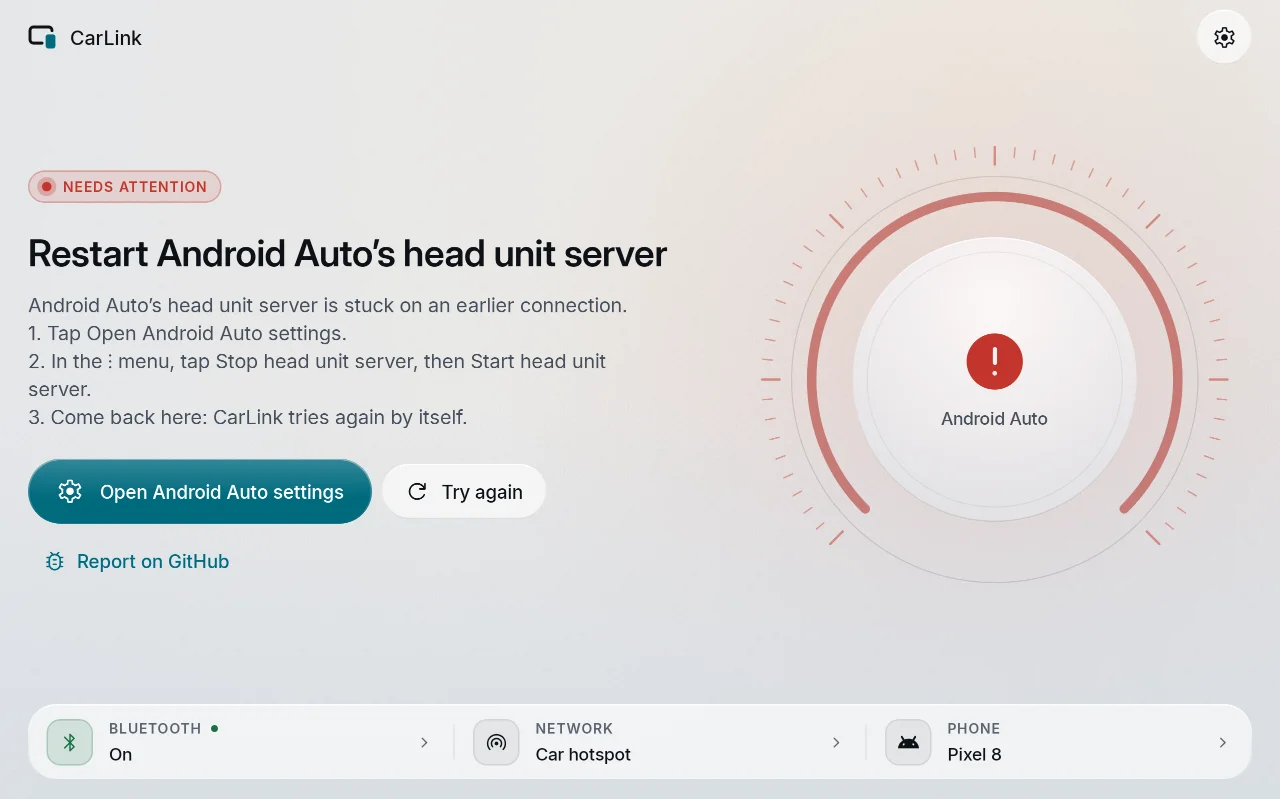 CarLink
NEEDS ATTENTION
Restart Android Auto’s head unit server
Android Auto’s head unit server is stuck on an earlier connection.
1. Tap Open Android Auto settings.
2. In the ⋮ menu, tap Stop head unit server, then Start head unit
server.
3. Come back here: CarLink tries again by itself.
Open Android Auto settings
Try again
Report on GitHub
Android Auto
BLUETOOTH
On
NETWORK
Car hotspot
PHONE
Pixel 8